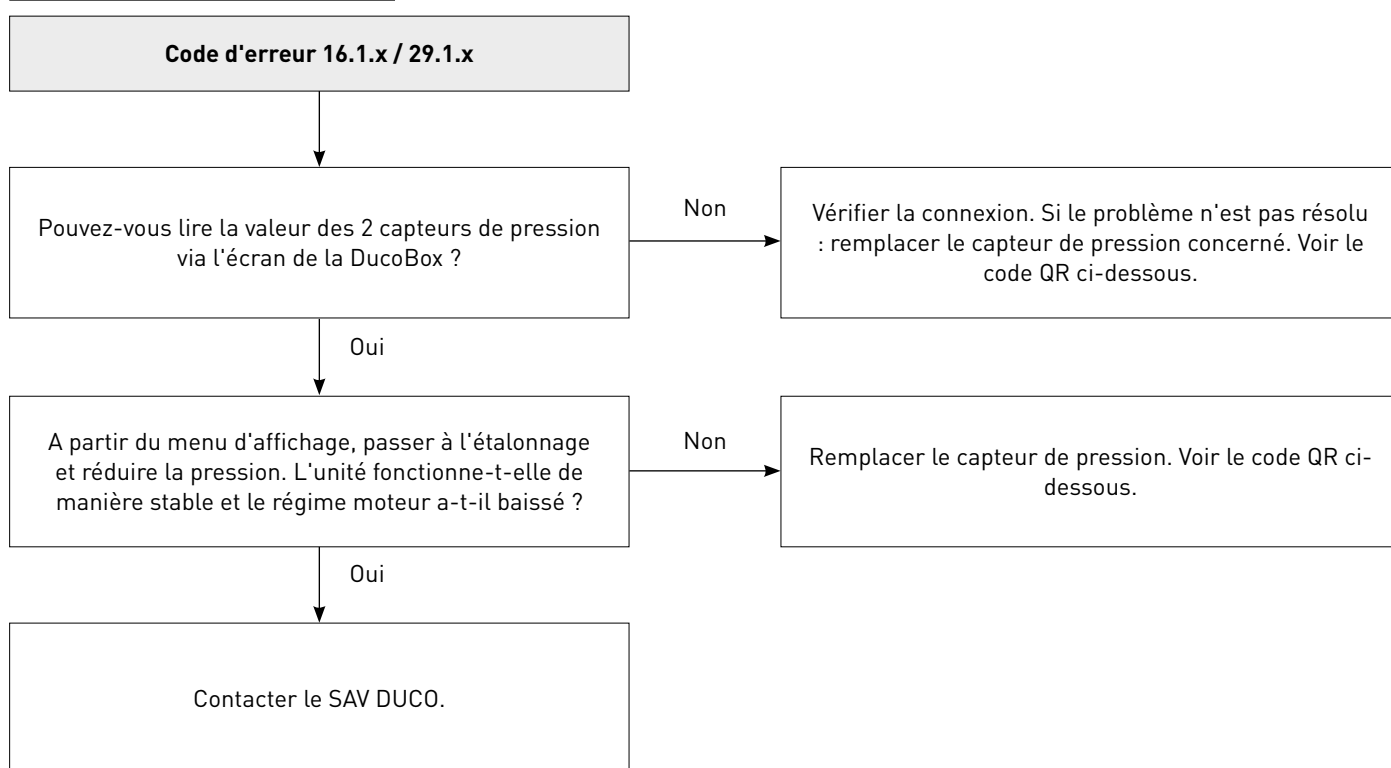 Code d'erreur 16.1.x / 29.1.x
Pouvez-vous lire la valeur des 2 capteurs de pression
via l'écran de la DucoBox ?
Non
Vérifier la connexion. Si le problème n'est pas résolu
: remplacer le capteur de pression concerné. Voir le
code QR ci-dessous.
Oui
A partir du menu d'affichage, passer à l'étalonnage
et réduire la pression. L'unité fonctionne-t-elle de
manière stable et le régime moteur a-t-il baissé ?
Non
Remplacer le capteur de pression. Voir le code QR ci-
dessous.
Oui
Contacter le SAV DUCO.